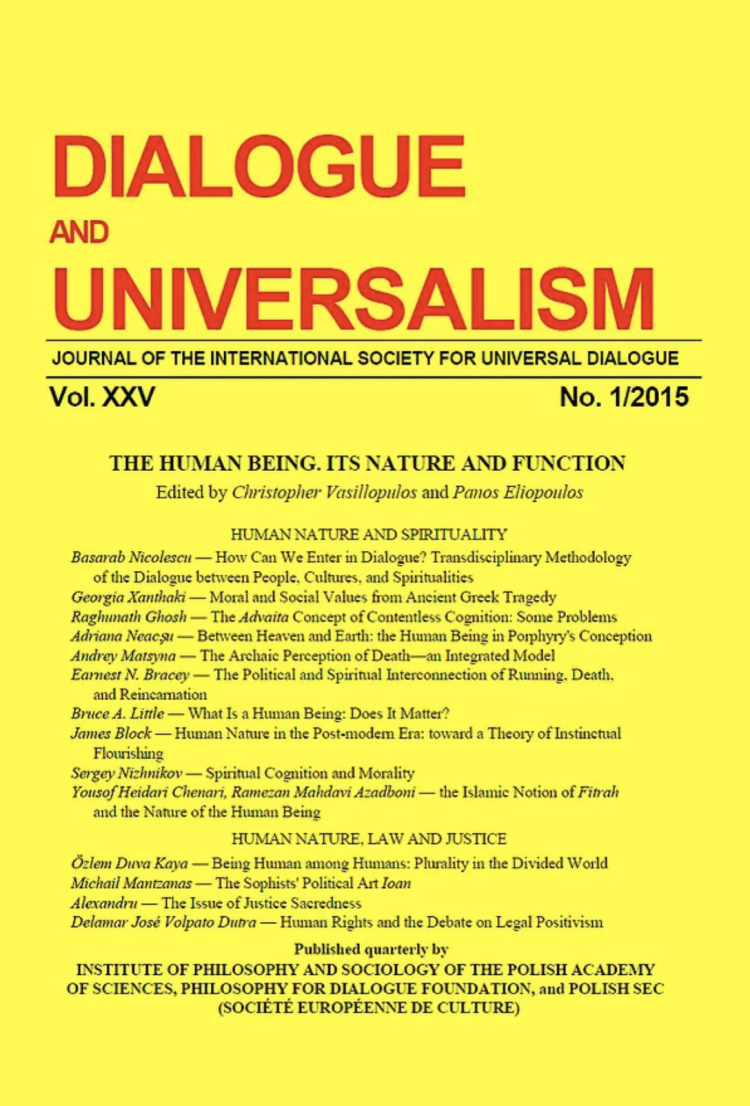 DIALOGUE
AND
UNIVERSALISM
JOURNAL OF THE INTERNATIONAL SOCIETY FOR UNIVERSAL DIALOGUE
Vol. XXV No. 1/2015
THE HUMAN BEING. ITS NATURE AND FUNCTION
Edited by Christopher Vasillopulos and Panos Eliopoulos
HUMAN NATURE AND SPIRITUALITY
Basarab Nicolescu — How Can We Enter in Dialogue? Transdisciplinary Methodology
of the Dialogue between People, Cultures, and Spiritualities
Georgia Xanthaki — Moral and Social Values from Ancient Greek Tragedy
Raghunath Ghosh — The Advaita Concept of Contentless Cognition: Some Problems
Adriana Neacşu — Between Heaven and Earth: the Human Being in Porphyry's Conception
Andrey Matsyna — The Archaic Perception of Death—an Integrated Model
Earnest N. Bracey — The Political and Spiritual Interconnection of Running, Death,
and Reincarnation
Bruce A. Little — What Is a Human Being: Does It Matter?
James Block — Human Nature in the Post-modern Era: toward a Theory of Instinctual
Flourishing
Sergey Nizhnikov — Spiritual Cognition and Morality
Yousof Heidari Chenari, Ramezan Mahdavi Azadboni — the Islamic Notion of Fitrah
and the Nature of the Human Being
HUMAN NATURE, LAW AND JUSTICE
Özlem Duva Kaya — Being Human among Humans: Plurality in the Divided World
Michail Mantzanas — The Sophists' Political Art Ioan
Alexandru — The Issue of Justice Sacredness
Delamar José Volpato Dutra — Human Rights and the Debate on Legal Positivism
Published quarterly by
INSTITUTE OF PHILOSOPHY AND SOCIOLOGY OF THE POLISH ACADEMY
OF SCIENCES, PHILOSOPHY FOR DIALOGUE FOUNDATION, and POLISH SEC
(SOCIÉTÉ EUROPÉENNE DE CULTURE)